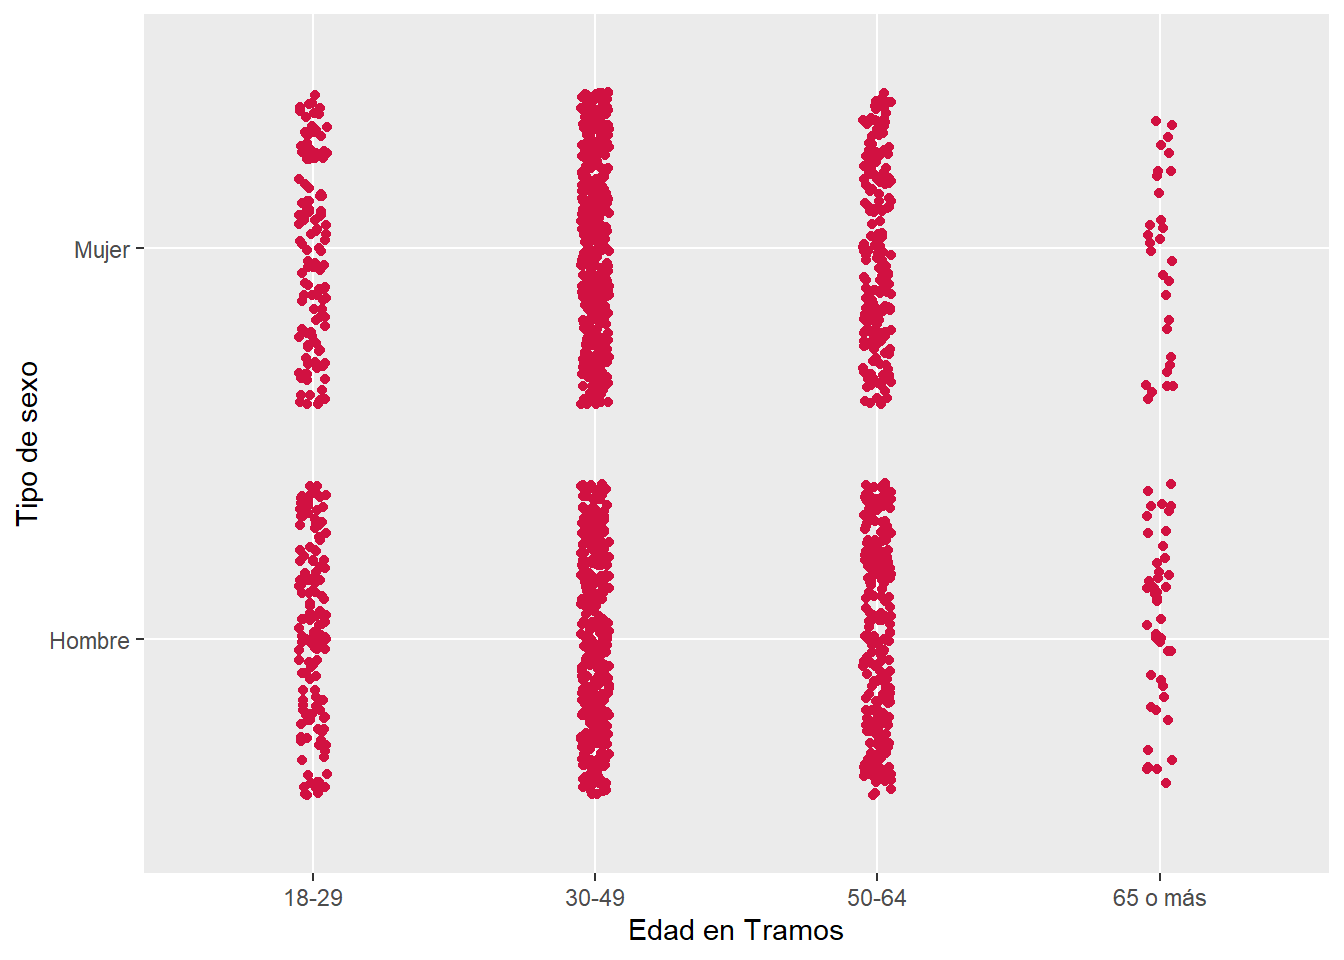 Tipo de sexo
Mujer
Hombre
18-29 30-49 50-64 65 o más
Edad en Tramos